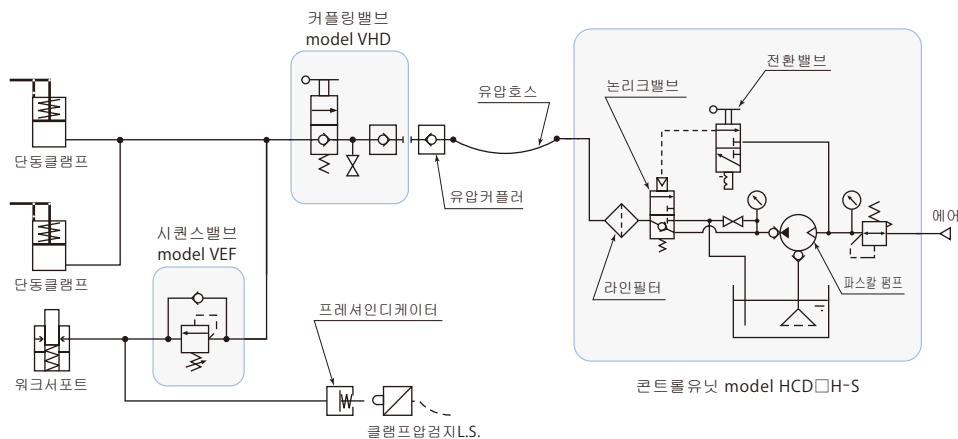 커플링밸브
model VHD
전환밸브
논리크밸브
유압호스
단동클램프
유압커플러
에어
시퀀스밸브
model VEF
단동클램프
라인필터
파스칼 펌프
프레셔인디케이터
워크서포트
콘트롤유닛 model HCD□H-S
클램프압검지L.S.